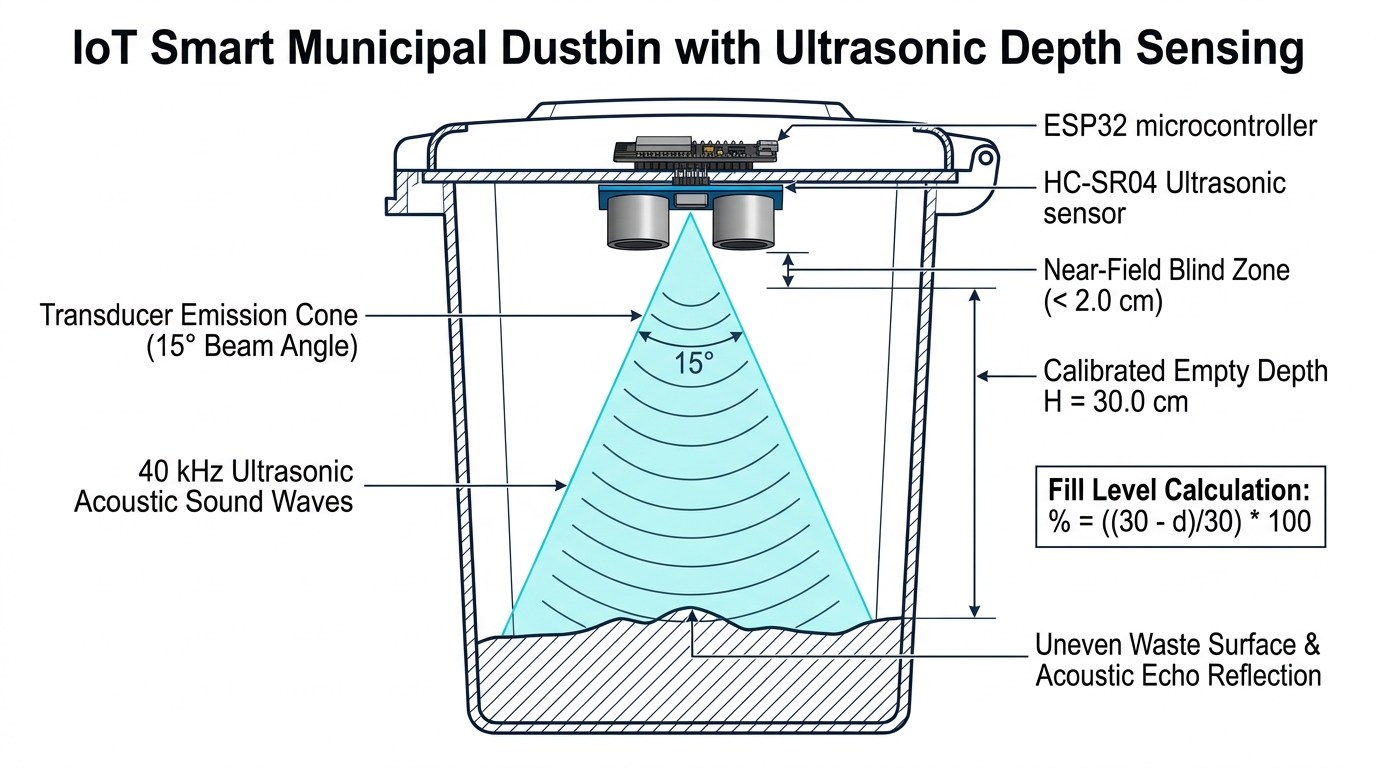 IoT Smart Municipal Dustbin with Ultrasonic Depth Sensing
ESP32 microcontroller
HC-SR04 Ultrasonic
sensor
Near-Field Blind Zone
(< 2.0 cm)
Transducer Emission Cone
(15° Beam Angle)
15°
Calibrated Empty Depth
H = 30.0 cm
40 kHz Ultrasonic
Acoustic Sound Waves
Fill Level Calculation:
% = ((30 - d)/30) * 100
Uneven Waste Surface &
Acoustic Echo Reflection